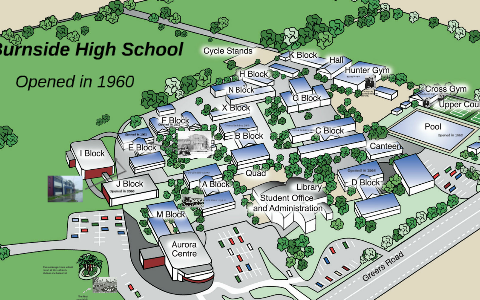 Burnside High School
Opened in 1960
Cycle Stands
K Block
Hall
H Block
Hunter Gym
N Block
Cross Gym
C Block
Upper Cou
X Block
F Block
Pool
B Block
C Block
E Block
Canteen
I Block
Quad
J Block
A Block
D Block
Library
M Block
Student Office
and Administration
Aurora
Centre
Greers Road